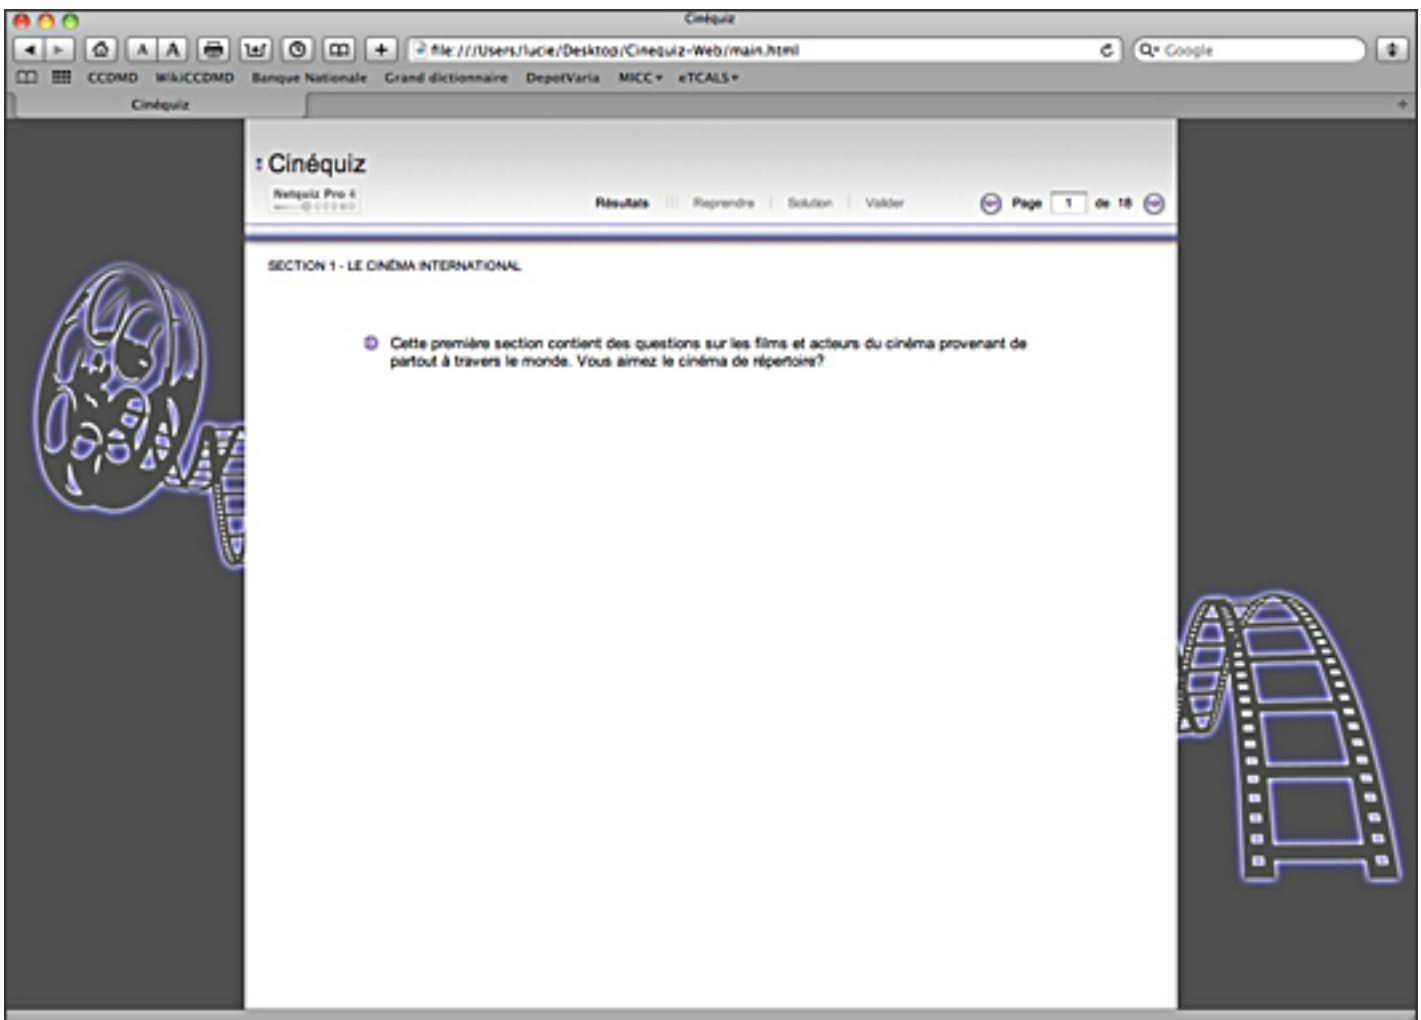 Cinéquiz
A A + file:///Users/lucie/Desktop/Cinequiz-Web/main.html Google
CCDMD WikiCCDMD Banque Nationale Grand dictionnaire DepotVaria MICC eTCALS
Cinéquiz +
Cinéquiz
Netquiz Pro 4
CCDMD
Résultats Reprendre Solution Valider Page 1 de 18
SECTION 1 - LE CINÉMA INTERNATIONAL
Cette première section contient des questions sur les films et acteurs du cinéma provenant de
partout à travers le monde. Vous aimez le cinéma de répertoire?